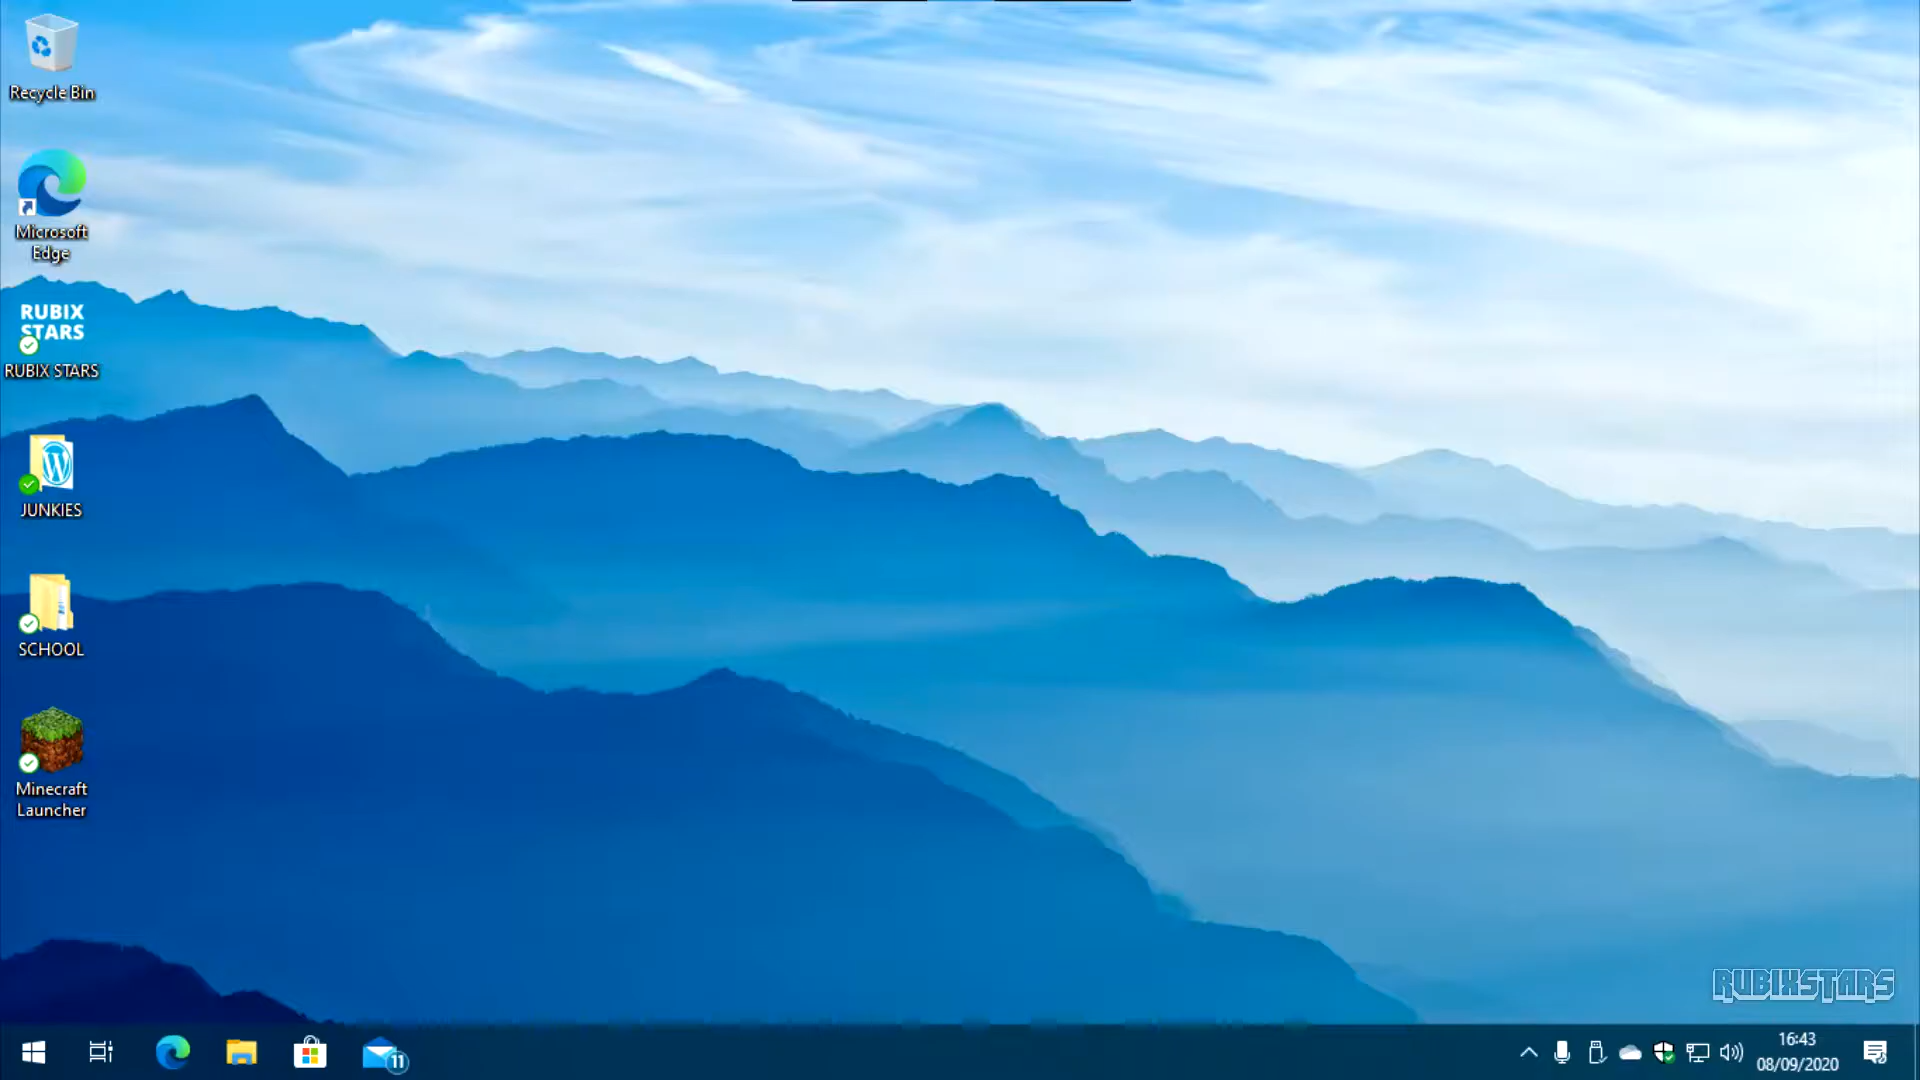 Recycle Bin
Microsoft
Edge
RUBIX
STARS
RUBIX STARS
W
JUNKIES
SCHOOL
Minecraft
Launcher
RUBIXSTARS
11
16:43
08/09/2020